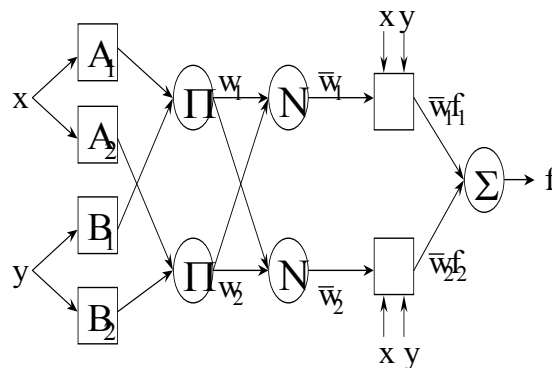 x y
A₁
x
Π w₁ N w̄₁
w̄₁f₁
A₂
Σ f
B₁
y
Π w₂ N w̄₂
w̄₂f₂
B₂
x y